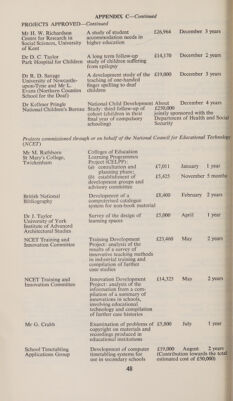 APPENDIX C—Continued
PROJECTS APPROVED—Continued
Mr H. W. Richardson
Centre for Research in
Social Sciences, University
of Kent
A study of student
accommodation needs in
higher education
£26,964 December 3 years
Dr D. C. Taylor
Park Hospital for Children
A long term follow-up
study of children suffering
from epilepsy
£14,170 December 2 years
Dr R. D. Savage
University of Newcastle-
upon-Tyne and Mr L.
Evans (Northern Counties
School for the Deaf)
A development study of the
teaching of one-handed
finger spelling to deaf
children
£19,000 December 3 years
Dr Kellmer Pringle
National Children's Bureau
National Child Development
Study: third follow-up of
cohort (children in their
final year of compulsory
schooling)
About December 4 years
£250,000
jointly sponsored with the
Department of Health and Social
Security
Projects commissioned through or on behalf of the National Council for Educational Technology
(NCET)
Mr M. Rathborn
St Mary's College,
Twickenham
Colleges of Education
Learning Programmes
Project (CELPP):
(a) consultation and
planning phase;
(b) establishment of
development groups and
advisory committee
£7,011 January 1 year
£5,425 November 5 months
British National
Bibliography
Development of a
computerised catalogue
system for non-book material
£8,400 February 2 years
Dr J. Taylor
University of York
Institute of Advanced
Architectural Studies
Survey of the design of
learning spaces
£5,000 April 1 year
NCET Training and
Innovation Committee
Training Development
Project: analysis of the
results of a survey of
innovative teaching methods
in industrial training and
compilation of further
case studies
£23,460 May 2 years
NCET Training and
Innovation Committee
Innovation Development
Project: analysis of the
information from a com-
pilation of a summary of
innovations in schools,
involving educational
technology and compilation
of further case histories
£14,325 May 2 years
Mr G. Crabb
Examination of problems of
copyright on materials and
recordings produced in
educational institutions
£5,800 July 1 year
School Timetabling
Applications Group
Development of computer
timetabling systems for
use in secondary schools
£19,000 August 2 years
(Contribution towards the total
estimated cost of £50,000)
48